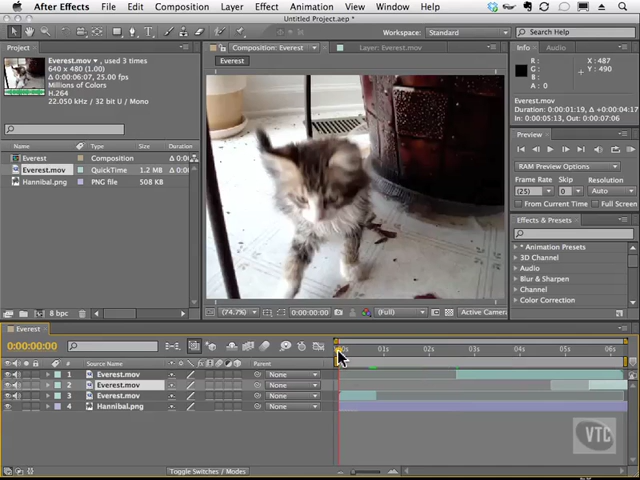 After Effects File Edit Composition Layer Effect Animation View Window Help
Untitled Project.aep *
Workspace: Standard Search Help
Project Composition: Everest Layer: Everest.mov Info Audio
Everest.mov , used 3 times
640 x 480 (1.00)
Δ 0:00:06:07, 25.00 fps
Millions of Colors
H.264
22.050 kHz / 32 bit U / Mono
Everest
R: X: 487
G: Y: 490
B:
A: 0
Everest.mov
Duration: 0:00:01:19, Δ +0:00:04:17
In: 0:00:05:13, Out: 0:00:07:06
Name Type Size Duration
Everest Composition Δ 0:0
Everest.mov QuickTime 1.2 MB Δ 0:0
Hannibal.png PNG file 508 KB
Preview
RAM Preview Options
Frame Rate Skip Resolution
(25) 0 Auto
From Current Time Full Screen
Effects & Presets
* Animation Presets
3D Channel
Audio
Blur & Sharpen
Channel
Color Correction
8 bpc
(74.7%) 0:00:00:00 (Full) Active Camera
Everest
0:00:00:00
01s 02s 03s 04s 05s 06s
# Source Name Parent
1 Everest.mov None
2 Everest.mov None
3 Everest.mov None
4 Hannibal.png None
VTC
Toggle Switches / Modes